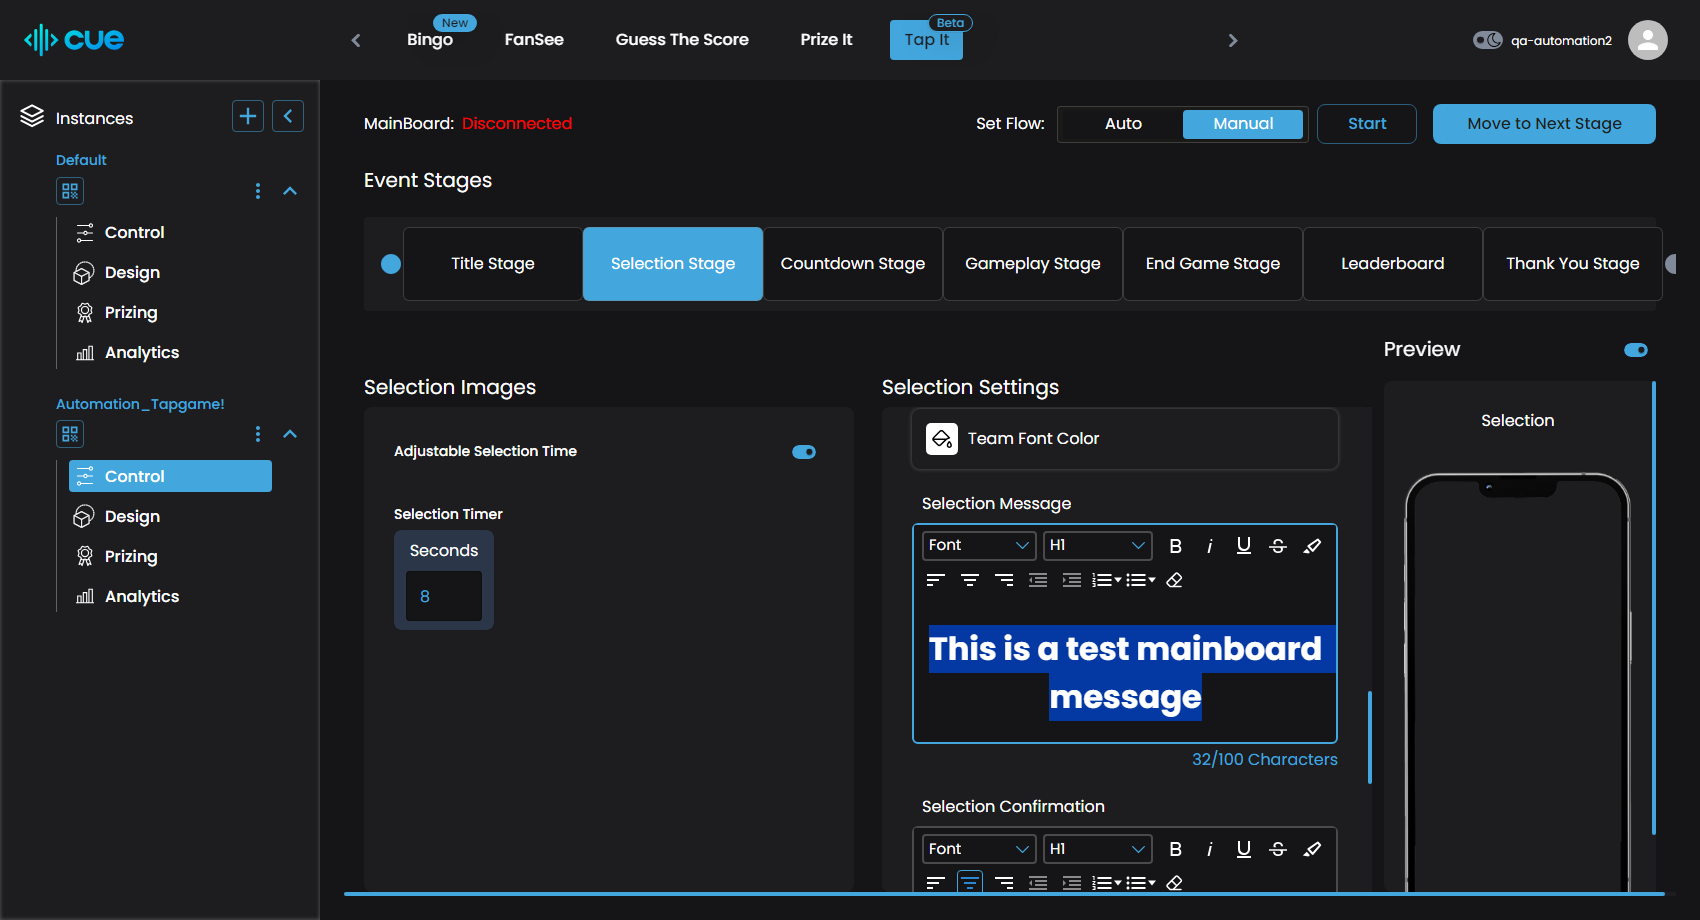 cue
New
Bingo
FanSee
Guess The Score
Prize It
Beta
Tap It
qa-automation2
Instances
Default
Control
Design
Prizing
Analytics
Automation_Tapgame!
Control
Design
Prizing
Analytics
MainBoard: Disconnected
Set Flow:
Auto
Manual
Start
Move to Next Stage
Event Stages
Title Stage
Selection Stage
Countdown Stage
Gameplay Stage
End Game Stage
Leaderboard
Thank You Stage
Selection Images
Adjustable Selection Time
Selection Timer
Seconds
8
Selection Settings
Team Font Color
Selection Message
Font
H1
B i U S
This is a test mainboard
message
32/100 Characters
Selection Confirmation
Font
H1
B i U S
Preview
Selection